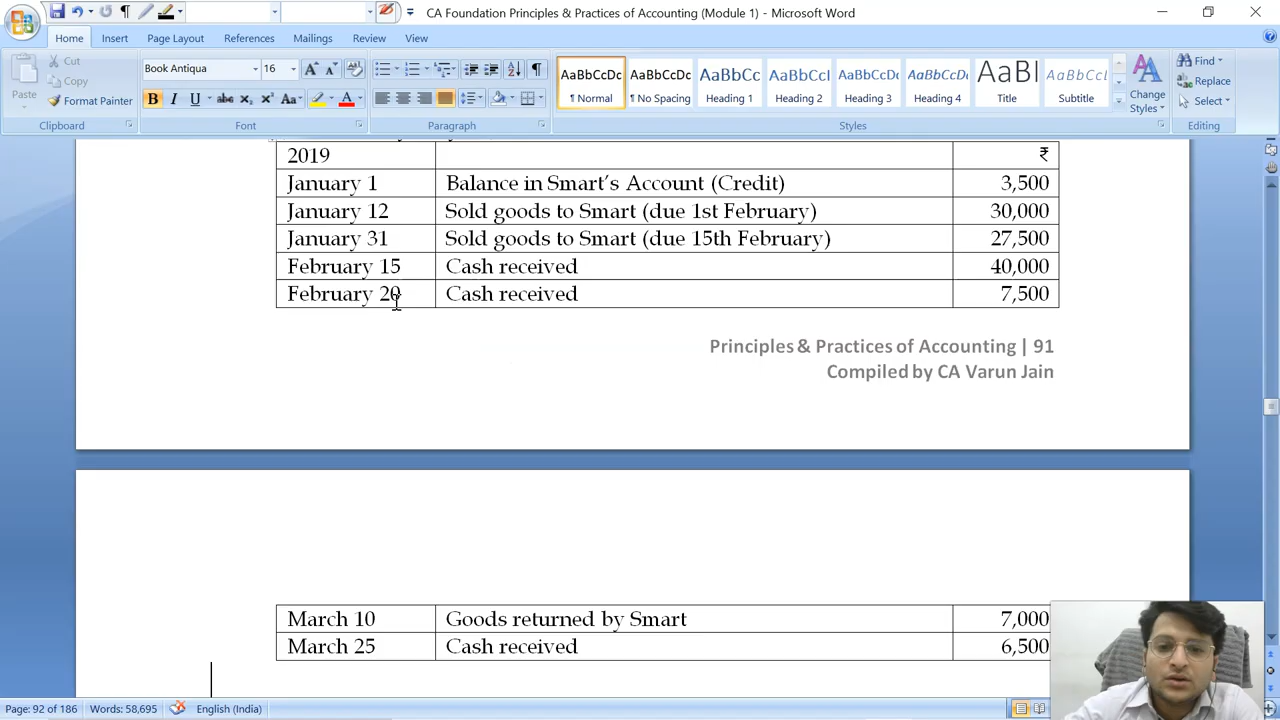 CA Foundation Principles & Practices of Accounting (Module 1) - Microsoft Word
Home Insert Page Layout References Mailings Review View
Paste
Cut
Copy
Format Painter
Clipboard
Book Antiqua 16
Font
Paragraph
AaBbCcDc AaBbCcDc AaBbCc AaBbCcI AaBbCcDı AaBbCcDı AaBl AaBbCcL
¶ Normal ¶ No Spacing Heading 1 Heading 2 Heading 3 Heading 4 Title Subtitle
Change Styles
Styles
Find
Replace
Select
Editing
2019 ₹
January 1 Balance in Smart's Account (Credit) 3,500
January 12 Sold goods to Smart (due 1st February) 30,000
January 31 Sold goods to Smart (due 15th February) 27,500
February 15 Cash received 40,000
February 20 Cash received 7,500
Principles & Practices of Accounting | 91
Compiled by CA Varun Jain
March 10 Goods returned by Smart 7,000
March 25 Cash received 6,500
Page: 92 of 186 Words: 58,695 English (India)